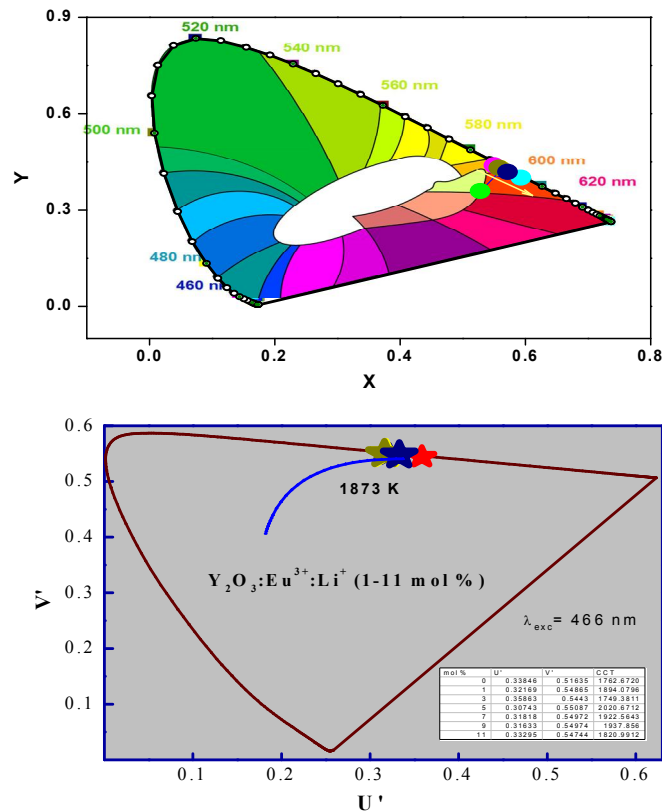 0.9
520 nm
540 nm
560 nm
0.6
580 nm
500 nm
600 nm
Y
620 nm
0.3
480 nm
460 nm
0.0
0.0 0.2 0.4 0.6 0.8
X
0.6
1873 K
0.5
0.4
Y₂O₃:Eu³⁺:Li⁺ (1-11 mol%)
V'
0.3
λexc= 466 nm
0.2
mol% U' V' CCT
0 0.33846 0.51635 1762.6720
1 0.32169 0.54865 1894.0796
3 0.35863 0.5443 1749.3811
5 0.30743 0.55087 2020.6712
7 0.31818 0.54972 1922.5643
9 0.31633 0.54974 1937.856
11 0.33295 0.54744 1820.9912
0.1
0.1 0.2 0.3 0.4 0.5 0.6
U'